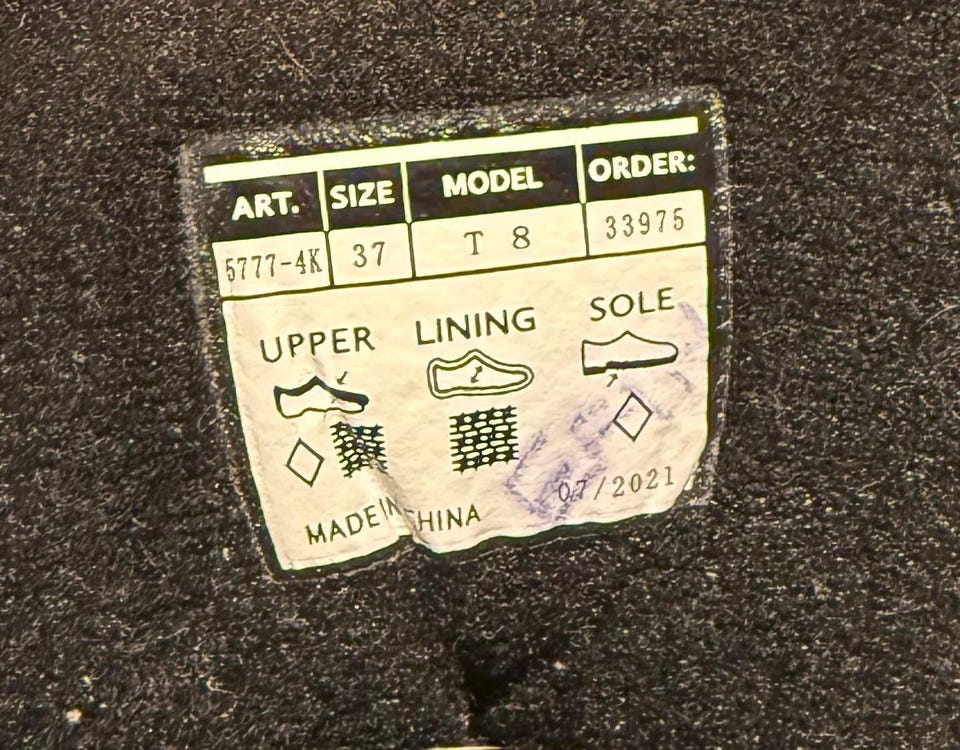 ART. SIZE MODEL ORDER:
5777-4K 37 T 8 33975
UPPER LINING SOLE
07/2021
MADE IN CHINA